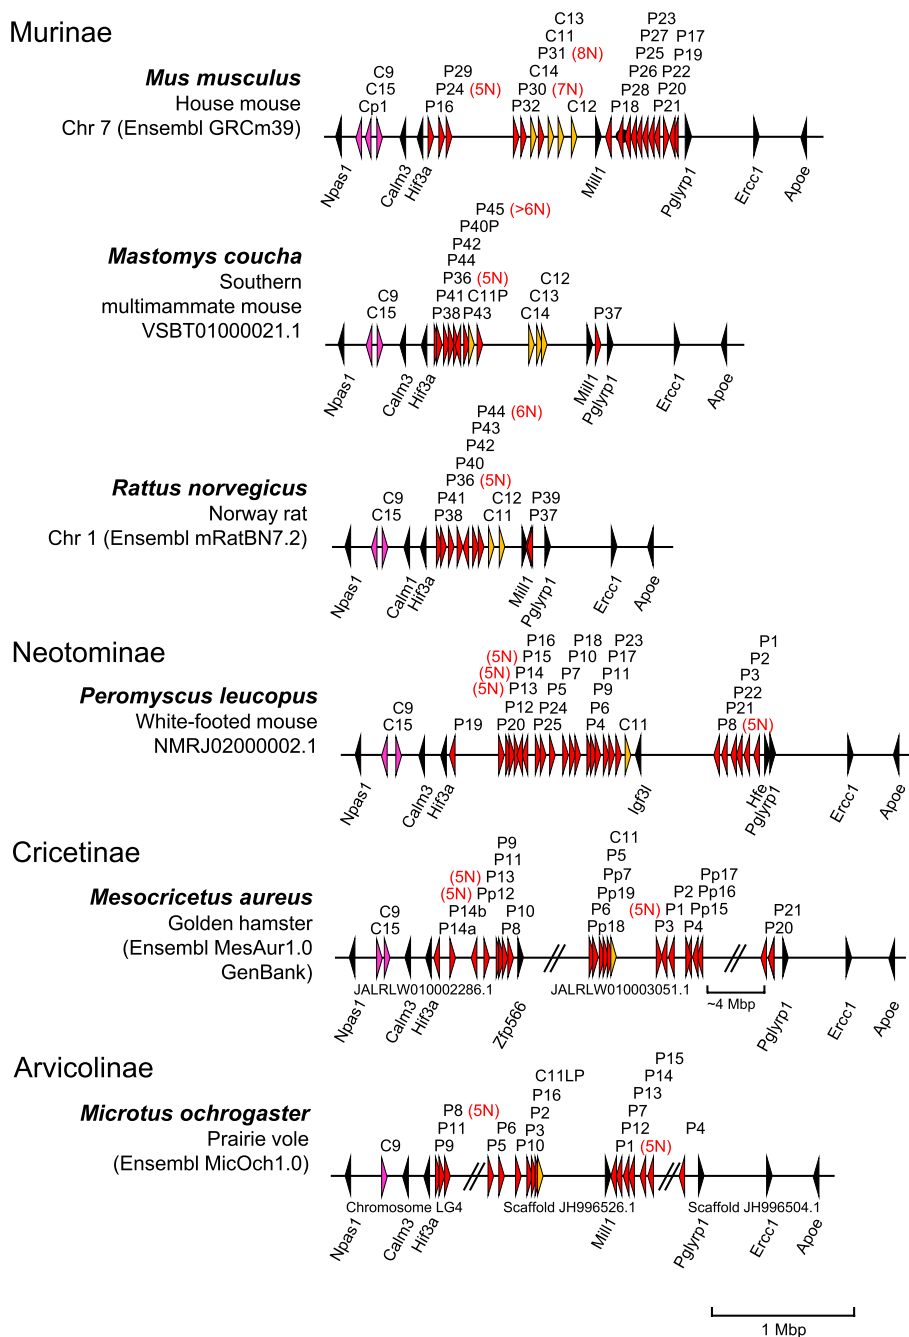 Murinae
C13
P23
C11
P27
P17
P31 (8N)
P25
P19
Mus musculus
C9
P29
C14
P26
P22
House mouse
C15
P24 (5N)
P30 (7N)
P28
P20
Chr 7 (Ensembl GRCm39)
Cp1
P16
P32
C12
P18
P21
Npas1
Calm3
Hif3a
Mill1
Pglyrp1
Ercc1
Apoe
P45 (>6N)
P40P
P42
Mastomys coucha
P44
Southern
P36 (5N)
C12
multimammate mouse
C9
P41
C11P
C13
VSBT01000021.1
C15
P38
P43
C14
P37
Npas1
Calm3
Hif3a
Mill1
Pglyrp1
Ercc1
Apoe
P44 (6N)
P43
P42
P40
Rattus norvegicus
P36 (5N)
Norway rat
C9
P41
C12
P39
Chr 1 (Ensembl mRatBN7.2)
C15
P38
C11
P37
Npas1
Calm1
Hif3a
Mill1
Pglyrp1
Ercc1
Apoe
Neotominae
P16
P18
P23
P1
(5N)
P15
P10
P17
P2
(5N)
P14
P7
P11
P3
Peromyscus leucopus
(5N)
P13
P5
P9
P22
White-footed mouse
C9
P12
P24
P6
P21
NMRJ02000002.1
C15
P19
P20
P25
P4
C11
P8
(5N)
Npas1
Calm3
Hif3a
Igf3l
Hfe
Pglyrp1
Ercc1
Apoe
Cricetinae
P9
C11
P11
P5
(5N)
P13
Pp7
Pp17
Mesocricetus aureus
(5N)
Pp12
Pp19
P2
Pp16
Golden hamster
C9
P14b
P10
P6
(5N)
P1
Pp15
P21
(Ensembl MesAur1.0
C15
P14a
P8
Pp18
P3
P4
P20
GenBank)
JALRLW010002286.1
JALRLW010003051.1
~4 Mbp
Npas1
Calm3
Hif3a
Zfp566
Pglyrp1
Ercc1
Apoe
Arvicolinae
P15
C11LP
P14
P16
P13
Microtus ochrogaster
P8 (5N)
P2
P7
Prairie vole
P11
P6
P3
P12
P4
(Ensembl MicOch1.0)
C9
P9
P5
P10
P1
(5N)
Chromosome LG4
Scaffold JH996526.1
Scaffold JH996504.1
Npas1
Calm3
Hif3a
Mill1
Pglyrp1
Ercc1
Apoe
1 Mbp